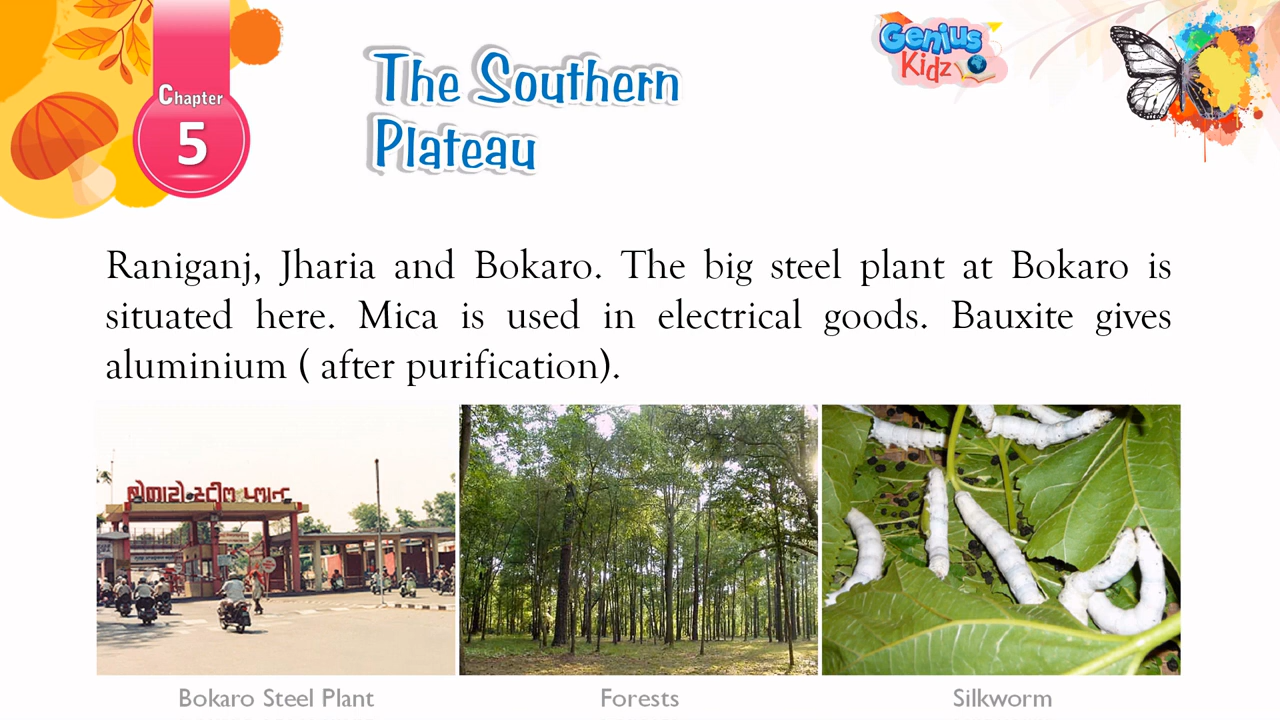 Chapter
5
The Southern
Plateau
Genius
Kidz
Raniganj, Jharia and Bokaro. The big steel plant at Bokaro is
situated here. Mica is used in electrical goods. Bauxite gives
aluminium ( after purification).
बोकारो स्टील प्लान्ट
Bokaro Steel Plant
Forests
Silkworm